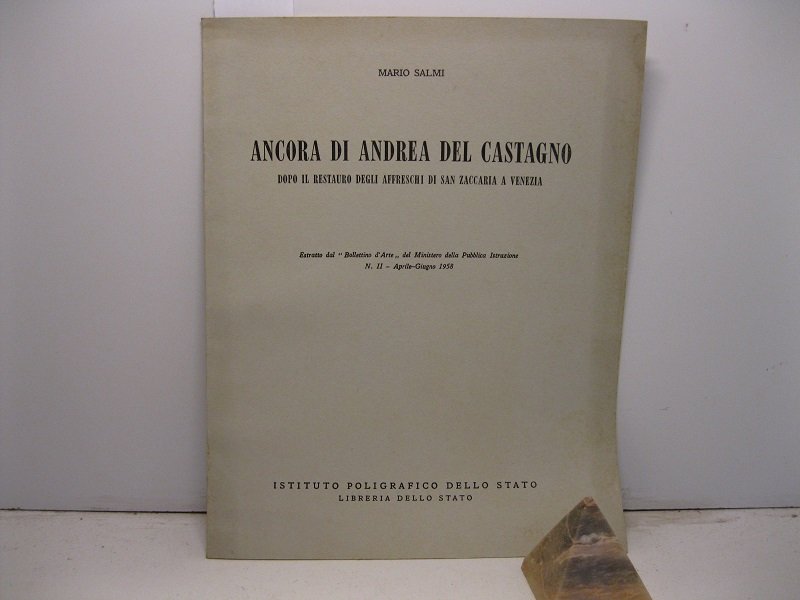 MARIO SALMI
ANCORA DI ANDREA DEL CASTAGNO
DOPO IL RESTAURO DEGLI AFFRESCHI DI SAN ZACCARIA A VENEZIA
Estratto dal " Bollettino d'Arte „ del Ministero della Pubblica Istruzione
N. II - Aprile-Giugno 1958
ISTITUTO POLIGRAFICO DELLO STATO
LIBRERIA DELLO STATO